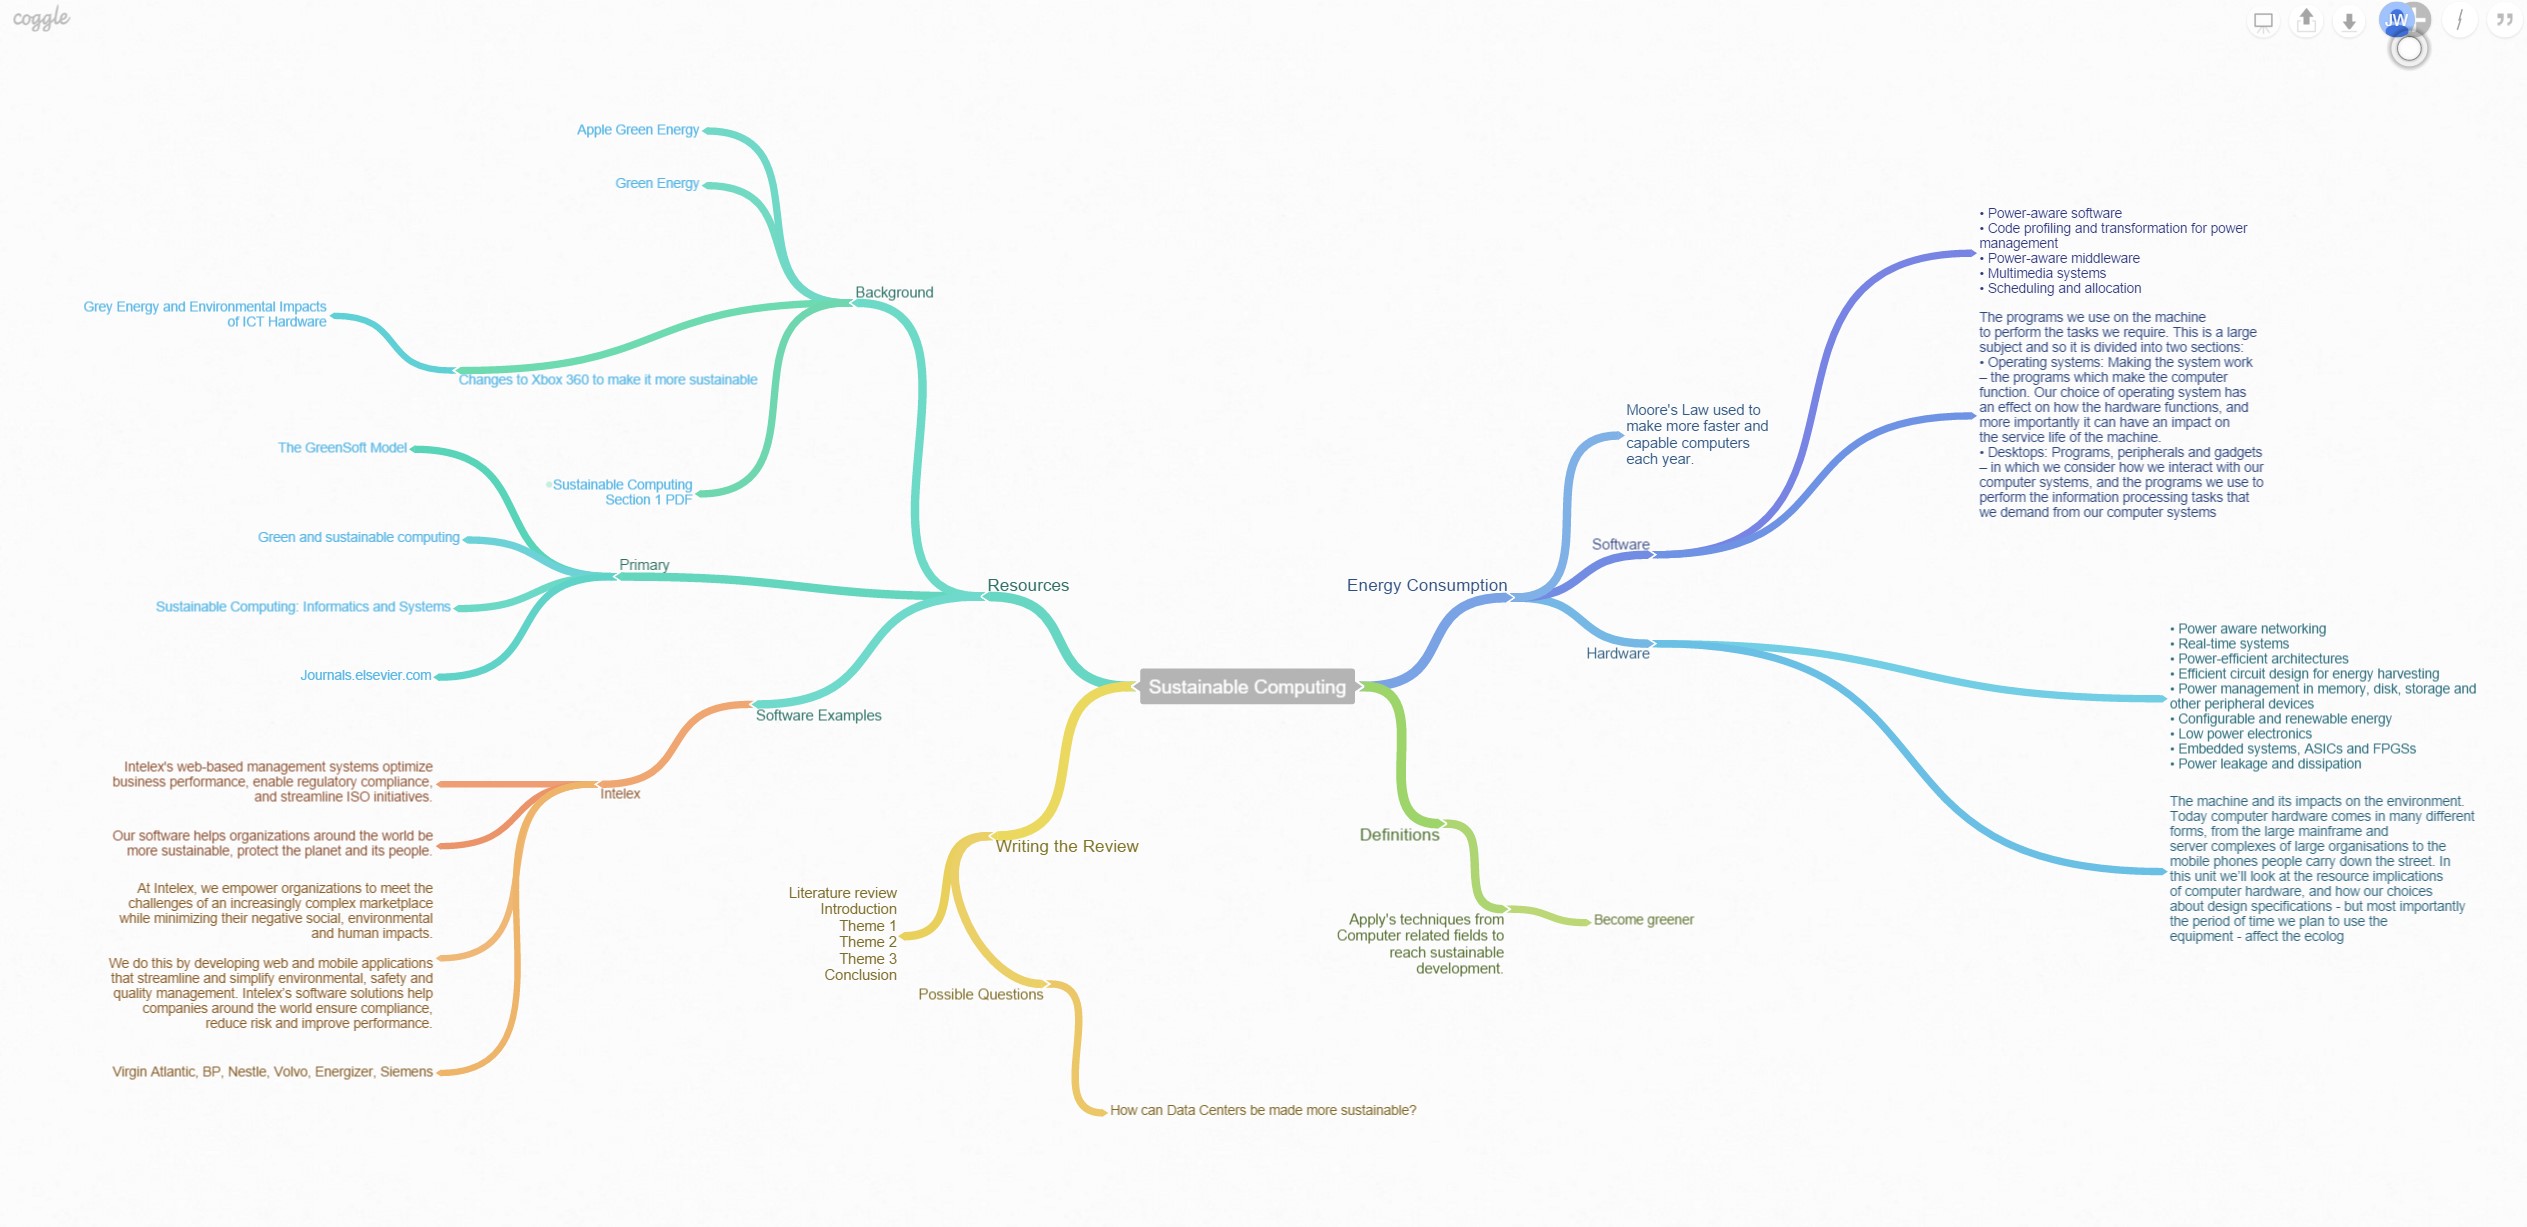 coggle
JW
Apple Green Energy
Green Energy
Background
Grey Energy and Environmental Impacts
of ICT Hardware
Changes to Xbox 360 to make it more sustainable
Sustainable Computing
Section 1 PDF
The GreenSoft Model
Green and sustainable computing
Primary
Sustainable Computing: Informatics and Systems
Journals.elsevier.com
Resources
Software Examples
Intelex
Intelex's web-based management systems optimize
business performance, enable regulatory compliance,
and streamline ISO initiatives.
Our software helps organizations around the world be
more sustainable, protect the planet and its people.
At Intelex, we empower organizations to meet the
challenges of an increasingly complex marketplace
while minimizing their negative social, environmental
and human impacts.
We do this by developing web and mobile applications
that streamline and simplify environmental, safety and
quality management. Intelex's software solutions help
companies around the world ensure compliance,
reduce risk and improve performance.
Virgin Atlantic, BP, Nestle, Volvo, Energizer, Siemens
Sustainable Computing
Writing the Review
Literature review
Introduction
Theme 1
Theme 2
Theme 3
Conclusion
Possible Questions
How can Data Centers be made more sustainable?
Energy Consumption
Moore's Law used to
make more faster and
capable computers
each year.
Software
• Power-aware software
• Code profiling and transformation for power
management
• Power-aware middleware
• Multimedia systems
• Scheduling and allocation
The programs we use on the machine
to perform the tasks we require. This is a large
subject and so it is divided into two sections:
• Operating systems: Making the system work
– the programs which make the computer
function. Our choice of operating system has
an effect on how the hardware functions, and
more importantly it can have an impact on
the service life of the machine.
• Desktops: Programs, peripherals and gadgets
– in which we consider how we interact with our
computer systems, and the programs we use to
perform the information processing tasks that
we demand from our computer systems
Hardware
• Power aware networking
• Real-time systems
• Power-efficient architectures
• Efficient circuit design for energy harvesting
• Power management in memory, disk, storage and
other peripheral devices
• Configurable and renewable energy
• Low power electronics
• Embedded systems, ASICs and FPGSs
• Power leakage and dissipation
The machine and its impacts on the environment.
Today computer hardware comes in many different
forms, from the large mainframe and
server complexes of large organisations to the
mobile phones people carry down the street. In
this unit we'll look at the resource implications
of computer hardware, and how our choices
about design specifications - but most importantly
the period of time we plan to use the
equipment - affect the ecolog
Definitions
Apply's techniques from
Computer related fields to
reach sustainable
development.
Become greener